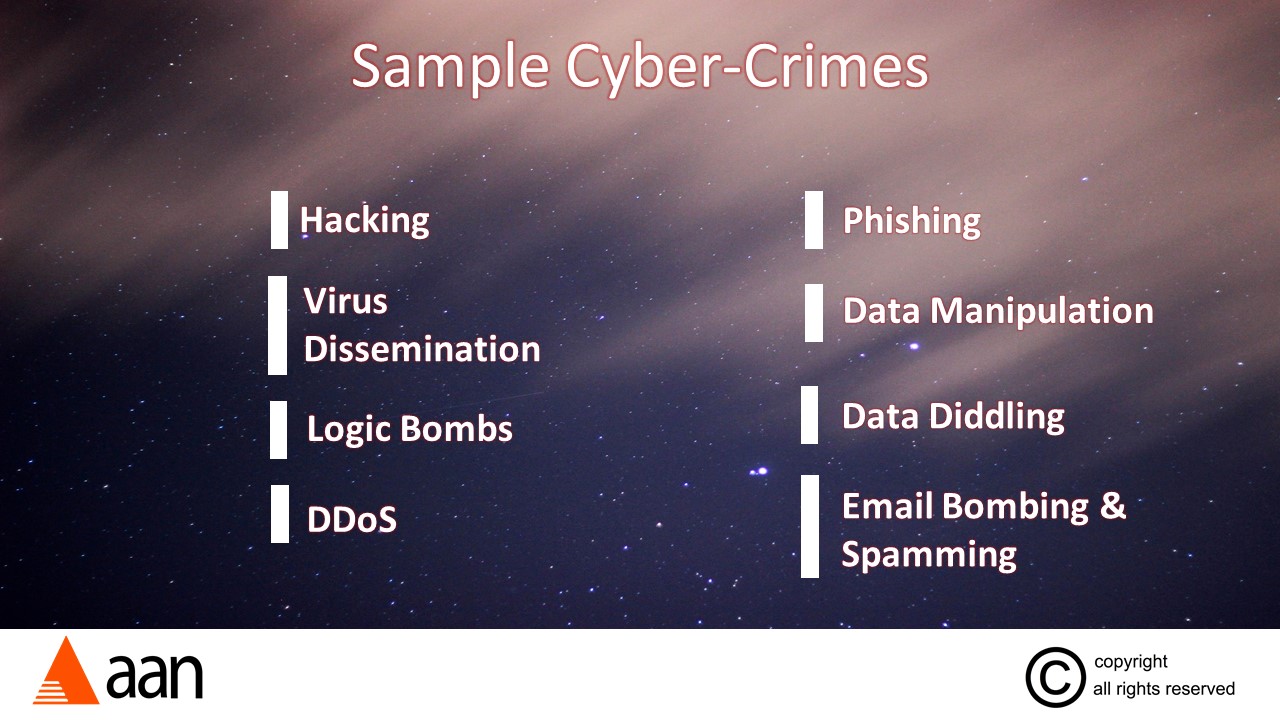 Sample Cyber-Crimes
Hacking
Virus
Dissemination
Logic Bombs
DDoS
Phishing
Data Manipulation
Data Diddling
Email Bombing &
Spamming
aan
© copyright
all rights reserved